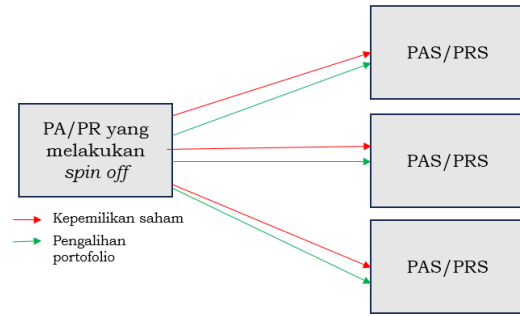 PAS/PRS
PA/PR yang
melakukan
spin off
PAS/PRS
Kepemilikan saham
Pengalihan
portofolio
PAS/PRS